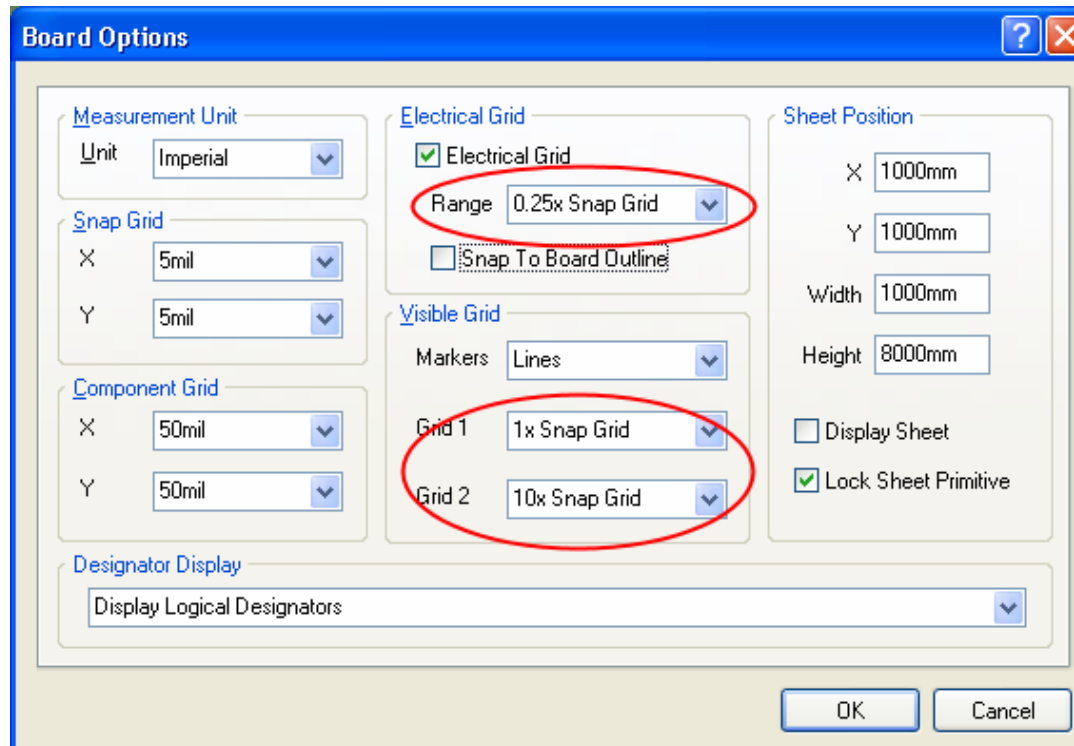 Board Options
Measurement Unit
Unit Imperial
Snap Grid
X 5mil
Y 5mil
Component Grid
X 50mil
Y 50mil
Electrical Grid
Electrical Grid
Range 0.25x Snap Grid
Snap To Board Outline
Visible Grid
Markers Lines
Grid 1 1x Snap Grid
Grid 2 10x Snap Grid
Sheet Position
X 1000mm
Y 1000mm
Width 1000mm
Height 8000mm
Display Sheet
Lock Sheet Primitive
Designator Display
Display Logical Designators
OK Cancel